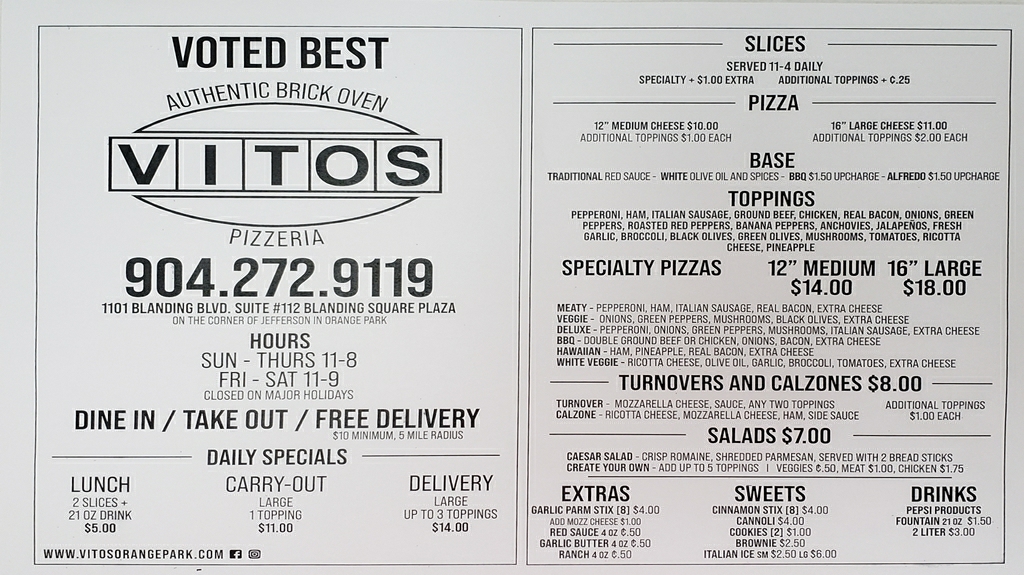 VOTED BEST
AUTHENTIC BRICK OVEN
VITOS
PIZZERIA
904.272.9119
1101 BLANDING BLVD. SUITE #112 BLANDING SQUARE PLAZA
ON THE CORNER OF JEFFERSON IN ORANGE PARK
HOURS
SUN - THURS 11-8
FRI - SAT 11-9
CLOSED ON MAJOR HOLIDAYS
DINE IN / TAKE OUT / FREE DELIVERY
$10 MINIMUM, 5 MILE RADIUS
DAILY SPECIALS
LUNCH
2 SLICES +
21 OZ DRINK
$5.00
CARRY-OUT
LARGE
1 TOPPING
$11.00
DELIVERY
LARGE
UP TO 3 TOPPINGS
$14.00
WWW.VITOSORANGEPARK.COM
SLICES
SERVED 11-4 DAILY
SPECIALTY + $1.00 EXTRA ADDITIONAL TOPPINGS + ¢.25
PIZZA
12" MEDIUM CHEESE $10.00
ADDITIONAL TOPPINGS $1.00 EACH
16" LARGE CHEESE $11.00
ADDITIONAL TOPPINGS $2.00 EACH
BASE
TRADITIONAL RED SAUCE - WHITE OLIVE OIL AND SPICES - BBQ $1.50 UPCHARGE - ALFREDO $1.50 UPCHARGE
TOPPINGS
PEPPERONI, HAM, ITALIAN SAUSAGE, GROUND BEEF, CHICKEN, REAL BACON, ONIONS, GREEN
PEPPERS, ROASTED RED PEPPERS, BANANA PEPPERS, ANCHOVIES, JALAPEÑOS, FRESH
GARLIC, BROCCOLI, BLACK OLIVES, GREEN OLIVES, MUSHROOMS, TOMATOES, RICOTTA
CHEESE, PINEAPPLE
SPECIALTY PIZZAS 12" MEDIUM 16" LARGE
$14.00 $18.00
MEATY - PEPPERONI, HAM, ITALIAN SAUSAGE, REAL BACON, EXTRA CHEESE
VEGGIE - ONIONS, GREEN PEPPERS, MUSHROOMS, BLACK OLIVES, EXTRA CHEESE
DELUXE - PEPPERONI, ONIONS, GREEN PEPPERS, MUSHROOMS, ITALIAN SAUSAGE, EXTRA CHEESE
BBQ - DOUBLE GROUND BEEF OR CHICKEN, ONIONS, BACON, EXTRA CHEESE
HAWAIIAN - HAM, PINEAPPLE, REAL BACON, EXTRA CHEESE
WHITE VEGGIE - RICOTTA CHEESE, OLIVE OIL, GARLIC, BROCCOLI, TOMATOES, EXTRA CHEESE
TURNOVERS AND CALZONES $8.00
TURNOVER - MOZZARELLA CHEESE, SAUCE, ANY TWO TOPPINGS
CALZONE - RICOTTA CHEESE, MOZZARELLA CHEESE, HAM, SIDE SAUCE
ADDITIONAL TOPPINGS
$1.00 EACH
SALADS $7.00
CAESAR SALAD - CRISP ROMAINE, SHREDDED PARMESAN, SERVED WITH 2 BREAD STICKS
CREATE YOUR OWN - ADD UP TO 5 TOPPINGS | VEGGIES ¢.50, MEAT $1.00, CHICKEN $1.75
EXTRAS
GARLIC PARM STIX [8] $4.00
ADD MOZZ CHEESE $1.00
RED SAUCE 4 OZ ¢.50
GARLIC BUTTER 4 OZ ¢.50
RANCH 4 OZ ¢.50
SWEETS
CINNAMON STIX [8] $4.00
CANNOLI $4.00
COOKIES [2] $1.00
BROWNIE $2.50
ITALIAN ICE SM $2.50 LG $6.00
DRINKS
PEPSI PRODUCTS
FOUNTAIN 21 OZ $1.50
2 LITER $3.00